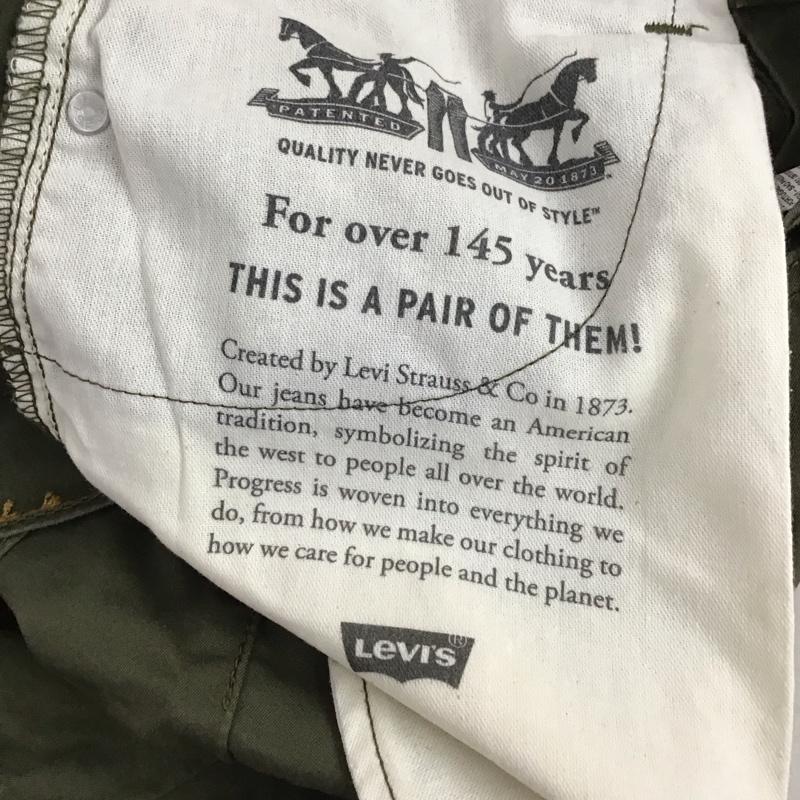 PATENTED
MAY 20 1873
QUALITY NEVER GOES OUT OF STYLE™
For over 145 years
THIS IS A PAIR OF THEM!
Created by Levi Strauss & Co in 1873.
Our jeans have become an American
tradition, symbolizing the spirit of
the west to people all over the world.
Progress is woven into everything we
do, from how we make our clothing to
how we care for people and the planet.
LEVI'S®